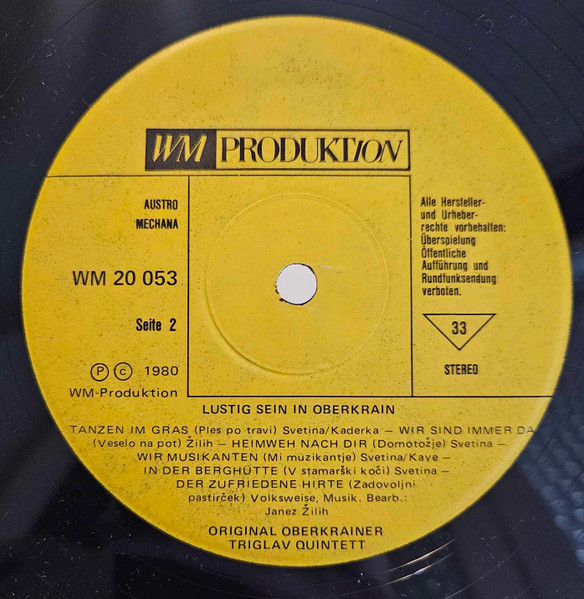 WM PRODUKTION
AUSTRO
MECHANA
WM 20 053
Seite 2
Ⓟ Ⓒ 1980
WM-Produktion
Alle Hersteller-
und Urheber-
rechte vorbehalten:
Überspielung
Öffentliche
Aufführung und
Rundfunksendung
verboten.
33
STEREO
LUSTIG SEIN IN OBERKRAIN
TANZEN IM GRAS (Ples po travi) Svetina/Kaderka – WIR SIND IMMER DA
(Veselo na pot) Žilih – HEIMWEH NACH DIR (Domotožje) Svetina –
WIR MUSIKANTEN (Mi muzikantje) Svetina/Kaye –
IN DER BERGHÜTTE (V stamarški koči) Svetina –
DER ZUFRIEDENE HIRTE (Zadovoljni
pastirček) Volksweise, Musik. Bearb.:
Janez Žilih
ORIGINAL OBERKRAINER
TRIGLAV QUINTETT